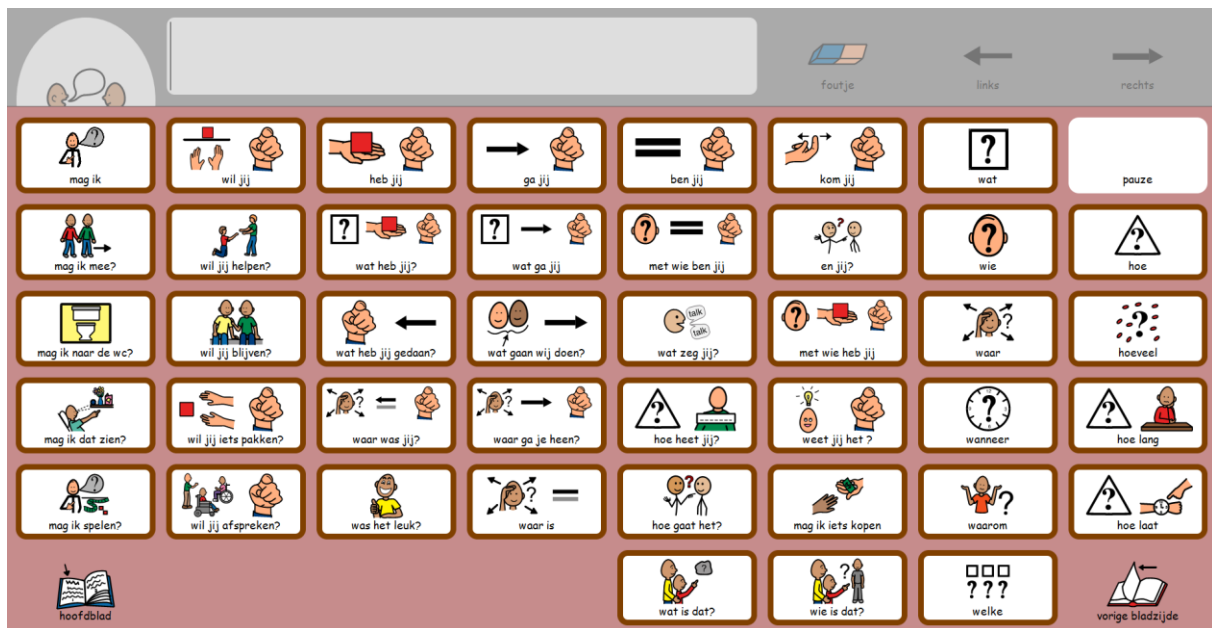 foutje
links
rechts
mag ik
wil jij
heb jij
ga jij
ben jij
kom jij
wat
pauze
mag ik mee?
wil jij helpen?
wat heb jij?
wat ga jij
met wie ben jij
en jij?
wie
hoe
mag ik naar de wc?
wil jij blijven?
wat heb jij gedaan?
wat gaan wij doen?
talk
talk
wat zeg jij?
met wie heb jij
waar
hoeveel
mag ik dat zien?
wil jij iets pakken?
waar was jij?
waar ga je heen?
hoe heet jij?
weet jij het ?
wanneer
hoe lang
mag ik spelen?
wil jij afspreken?
was het leuk?
waar is
hoe gaat het?
mag ik iets kopen
waarom
hoe laat
hoofdblad
wat is dat?
wie is dat?
welke
vorige bladzijde